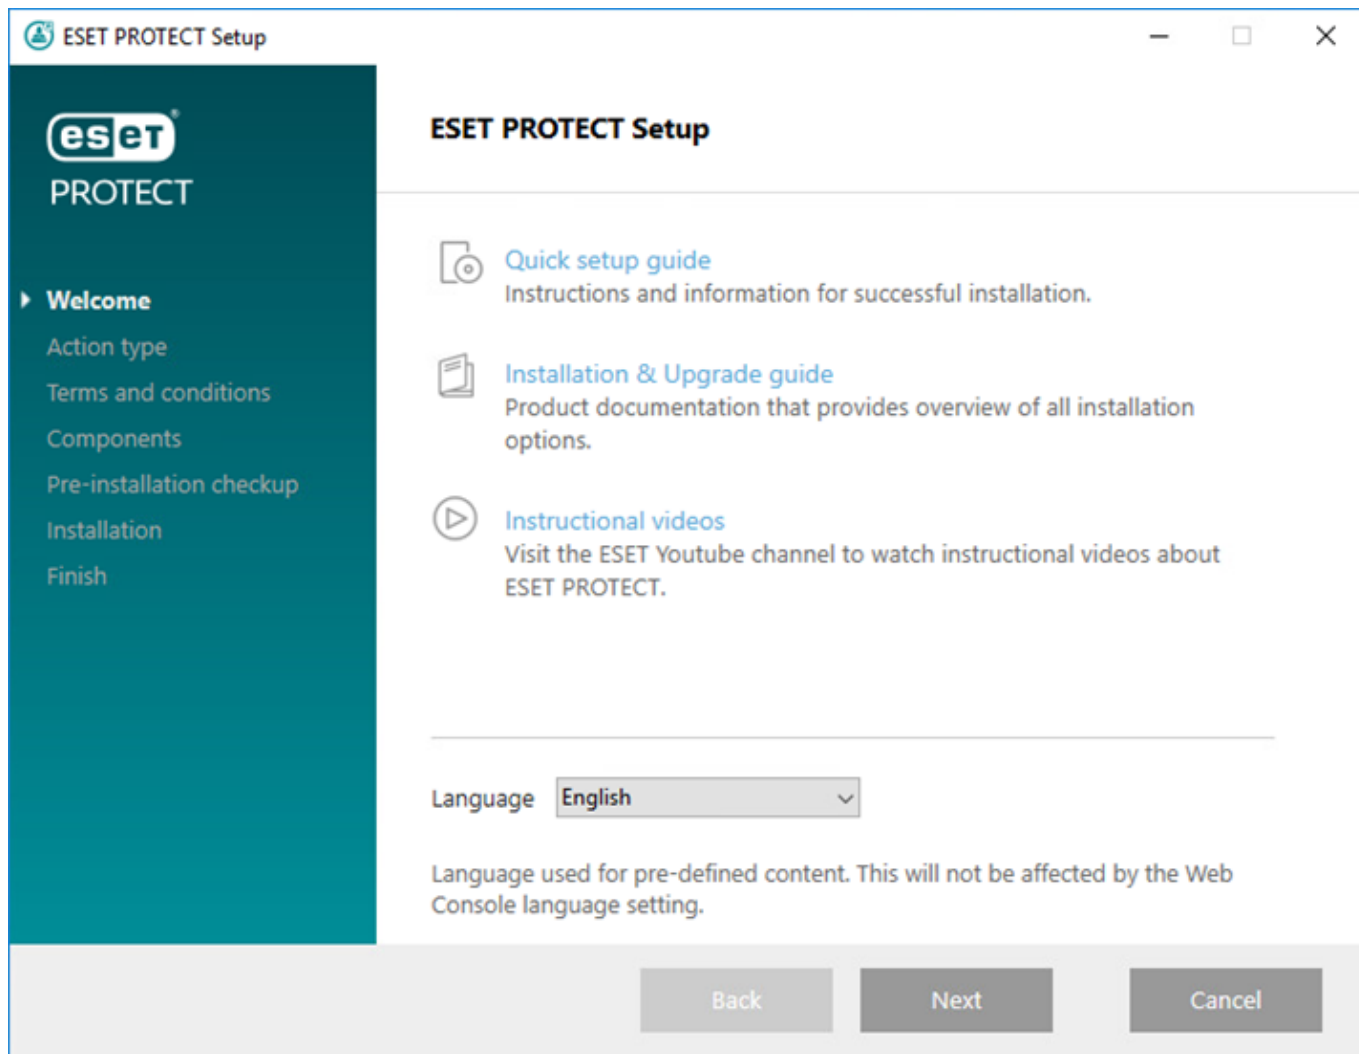 ESET PROTECT Setup
eseT®
PROTECT
Welcome
Action type
Terms and conditions
Components
Pre-installation checkup
Installation
Finish
ESET PROTECT Setup
Quick setup guide
Instructions and information for successful installation.
Installation & Upgrade guide
Product documentation that provides overview of all installation
options.
Instructional videos
Visit the ESET Youtube channel to watch instructional videos about
ESET PROTECT.
Language English
Language used for pre-defined content. This will not be affected by the Web
Console language setting.
Back Next Cancel